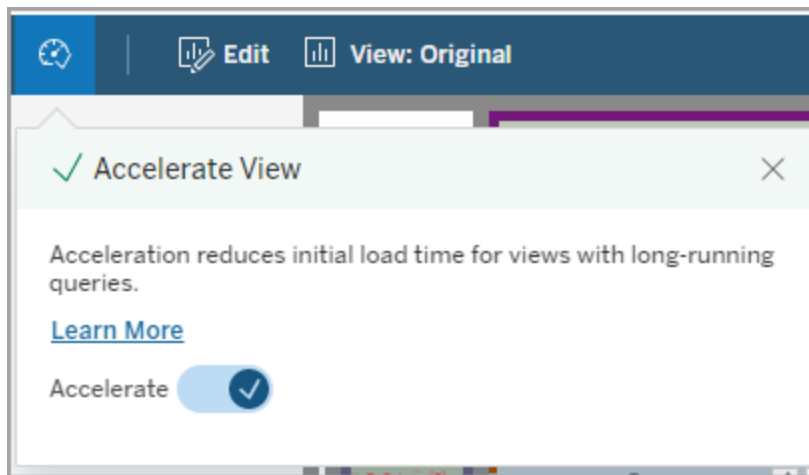 Edit View: Original
Accelerate View
Acceleration reduces initial load time for views with long-running
queries.
Learn More
Accelerate